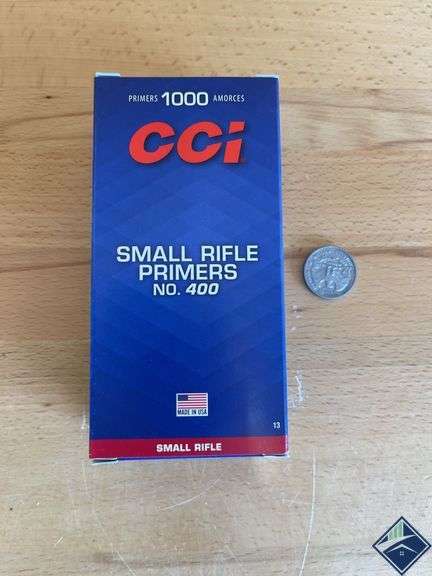 PRIMERS 1000 AMORCES
CCI
SMALL RIFLE
PRIMERS
NO. 400
MADE IN USA
13
SMALL RIFLE